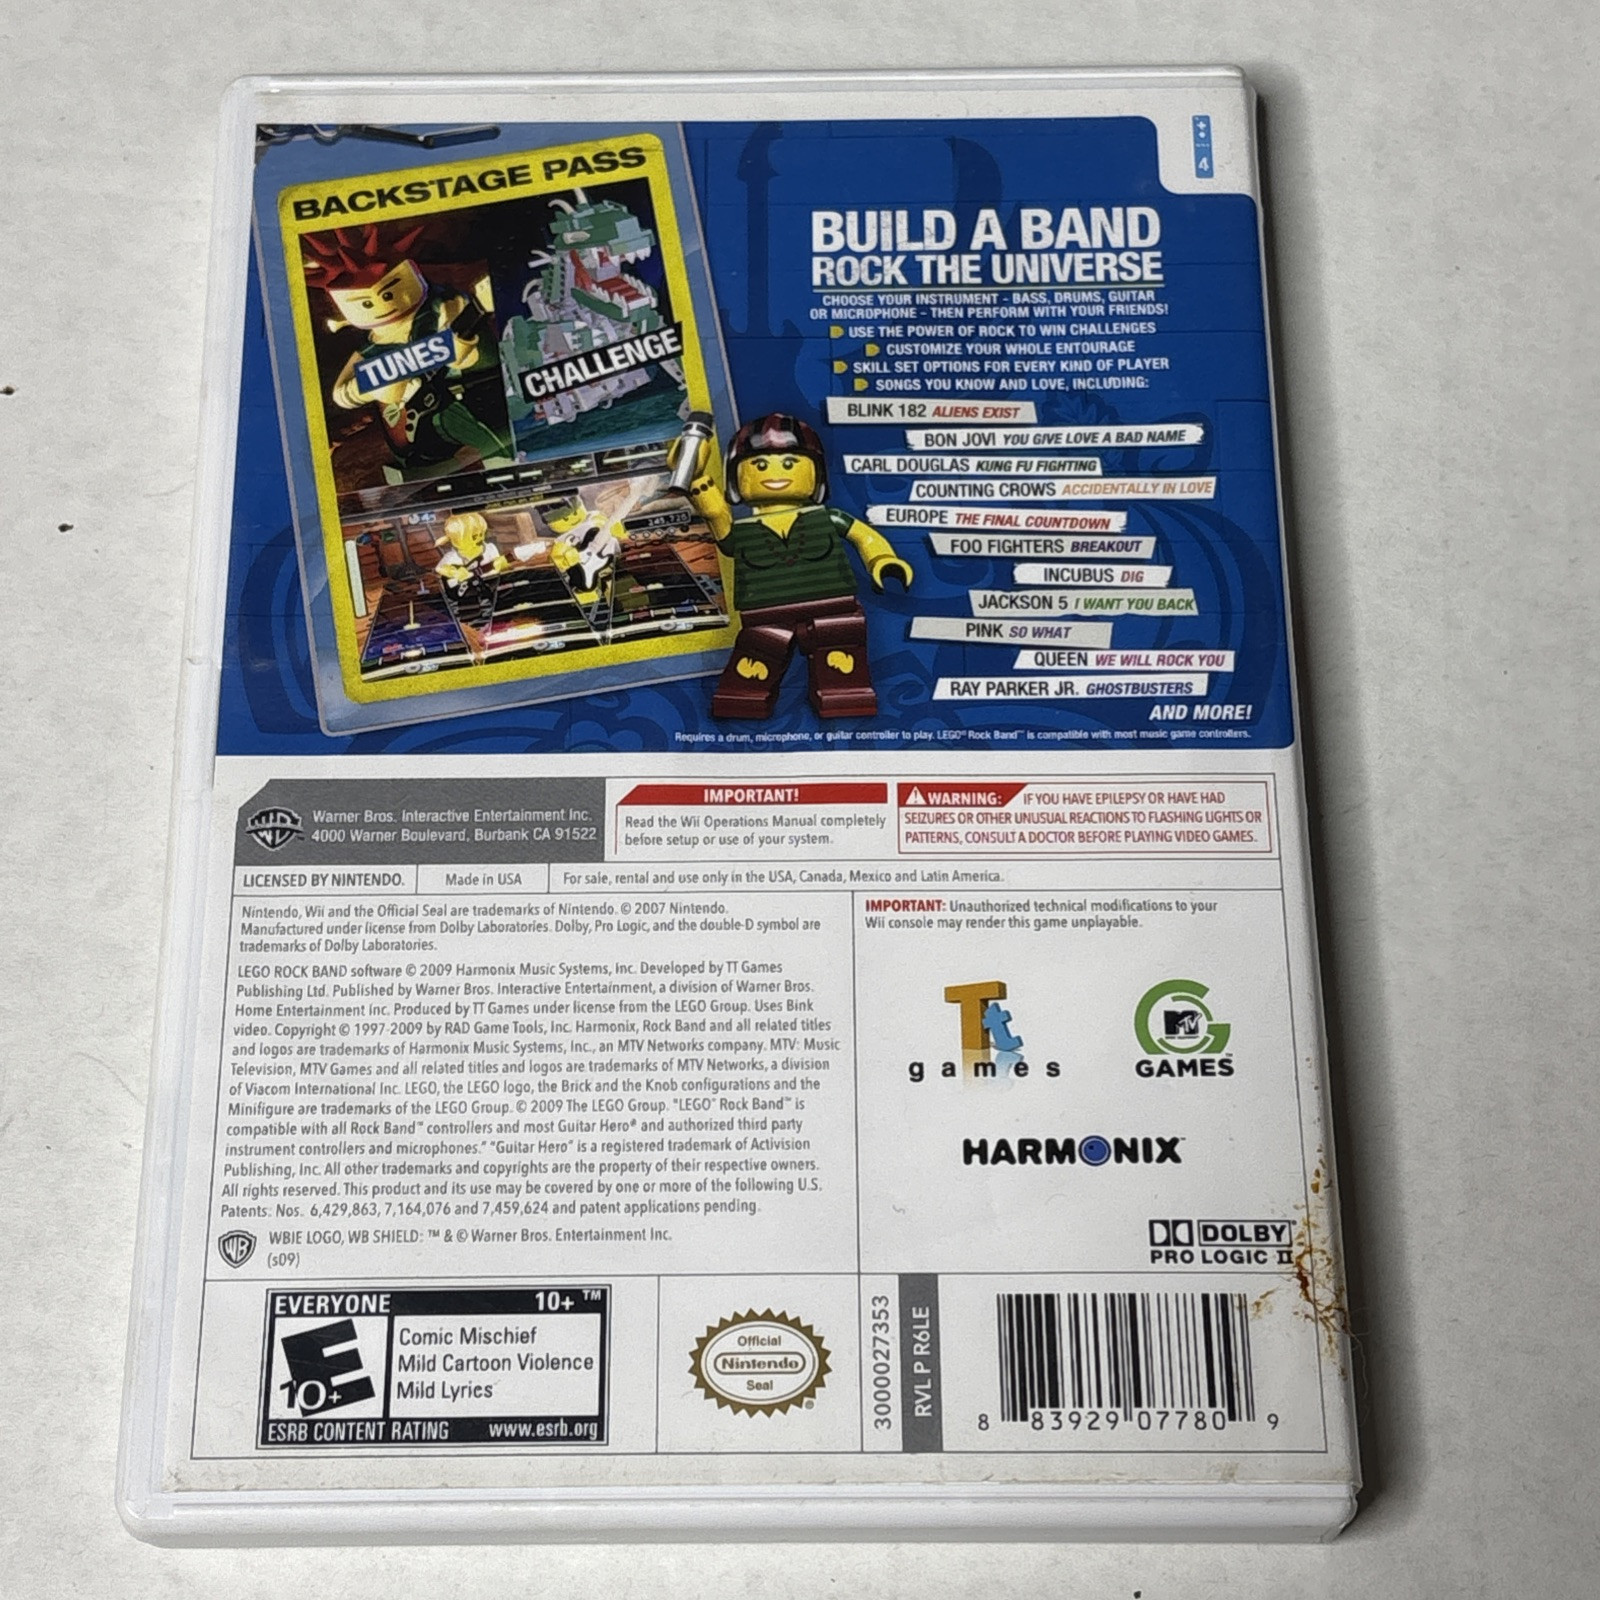 BACKSTAGE PASS
TUNES
CHALLENGE
4
BUILD A BAND
ROCK THE UNIVERSE
CHOOSE YOUR INSTRUMENT - BASS, DRUMS, GUITAR
OR MICROPHONE - THEN PERFORM WITH YOUR FRIENDS!
USE THE POWER OF ROCK TO WIN CHALLENGES
CUSTOMIZE YOUR WHOLE ENTOURAGE
SKILL SET OPTIONS FOR EVERY KIND OF PLAYER
SONGS YOU KNOW AND LOVE, INCLUDING:
BLINK 182 ALIENS EXIST
BON JOVI YOU GIVE LOVE A BAD NAME
CARL DOUGLAS KUNG FU FIGHTING
COUNTING CROWS ACCIDENTALLY IN LOVE
EUROPE THE FINAL COUNTDOWN
FOO FIGHTERS BREAKOUT
INCUBUS DIG
JACKSON 5 I WANT YOU BACK
PINK SO WHAT
QUEEN WE WILL ROCK YOU
RAY PARKER JR. GHOSTBUSTERS
AND MORE!
Requires a drum, microphone, or guitar controller to play. LEGO® Rock Band™ is compatible with most music game controllers.
Warner Bros. Interactive Entertainment Inc.
4000 Warner Boulevard, Burbank CA 91522
IMPORTANT!
Read the Wii Operations Manual completely
before setup or use of your system.
WARNING: IF YOU HAVE EPILEPSY OR HAVE HAD
SEIZURES OR OTHER UNUSUAL REACTIONS TO FLASHING LIGHTS OR
PATTERNS, CONSULT A DOCTOR BEFORE PLAYING VIDEO GAMES.
LICENSED BY NINTENDO.
Made in USA
For sale, rental and use only in the USA, Canada, Mexico and Latin America.
Nintendo, Wii and the Official Seal are trademarks of Nintendo. © 2007 Nintendo.
Manufactured under license from Dolby Laboratories. Dolby, Pro Logic, and the double-D symbol are
trademarks of Dolby Laboratories.
LEGO ROCK BAND software © 2009 Harmonix Music Systems, Inc. Developed by TT Games
Publishing Ltd. Published by Warner Bros. Interactive Entertainment, a division of Warner Bros.
Home Entertainment Inc. Produced by TT Games under license from the LEGO Group. Uses Bink
video. Copyright © 1997-2009 by RAD Game Tools, Inc. Harmonix, Rock Band and all related titles
and logos are trademarks of Harmonix Music Systems, Inc., an MTV Networks company. MTV: Music
Television, MTV Games and all related titles and logos are trademarks of MTV Networks, a division
of Viacom International Inc. LEGO, the LEGO logo, the Brick and the Knob configurations and the
Minifigure are trademarks of the LEGO Group. © 2009 The LEGO Group. "LEGO® Rock Band™ is
compatible with all Rock Band™ controllers and most Guitar Hero® and authorized third party
instrument controllers and microphones." "Guitar Hero" is a registered trademark of Activision
Publishing, Inc. All other trademarks and copyrights are the property of their respective owners.
All rights reserved. This product and its use may be covered by one or more of the following U.S.
Patents: Nos. 6,429,863, 7,164,076 and 7,459,624 and patent applications pending.
WB
WBIE LOGO, WB SHIELD: ™ & © Warner Bros. Entertainment Inc.
(s09)
IMPORTANT: Unauthorized technical modifications to your
Wii console may render this game unplayable.
Tt
games
MTV
GAMES
HARMONIX
DOLBY
PRO LOGIC II
EVERYONE 10+ ™
E
10+
Comic Mischief
Mild Cartoon Violence
Mild Lyrics
ESRB CONTENT RATING www.esrb.org
Official
Nintendo
Seal
3000027353
RVL P R6LE
8 83929 07780 9